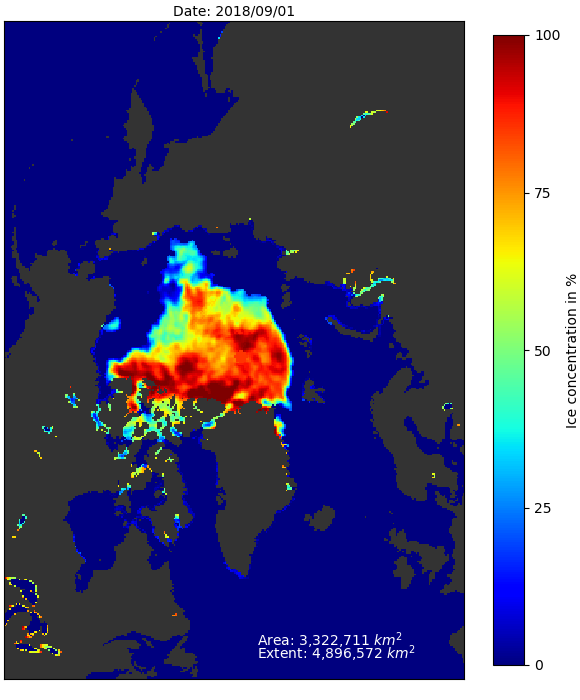 Date: 2018/09/01
100
75
50
25
0
Ice concentration in %
Area: 3,322,711 km²
Extent: 4,896,572 km²